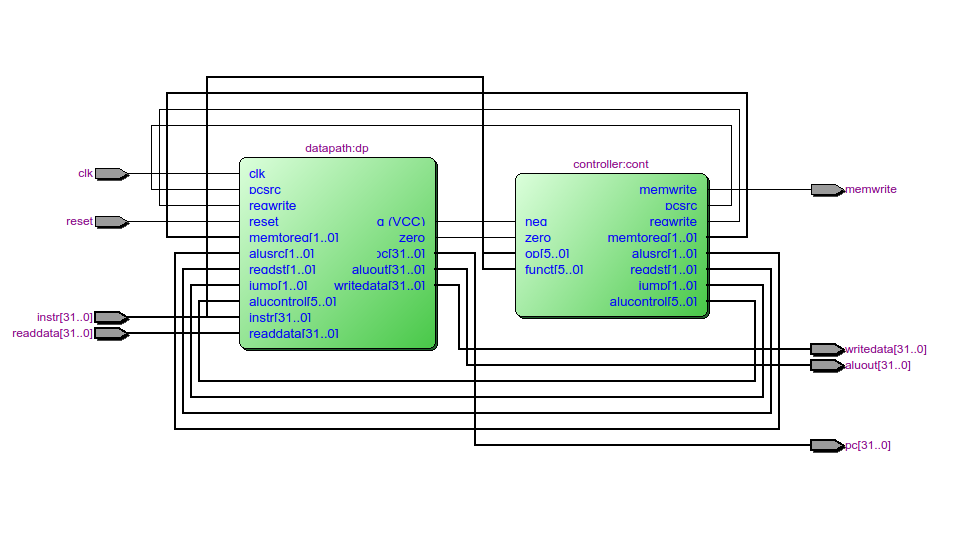 datapath:dp
controller:cont
clk
reset
instr[31..0]
readdata[31..0]
clk
pcsrc
regwrite
reset
memtoreg[1..0]
alusrc[1..0]
regdst[1..0]
jump[1..0]
alucontrol[5..0]
instr[31..0]
readdata[31..0]
(VCC)
zero
pc[31..0]
aluout[31..0]
writedata[31..0]
neg
zero
op[5..0]
funct[5..0]
memwrite
pcsrc
regwrite
memtoreg[1..0]
alusrc[1..0]
regdst[1..0]
jump[1..0]
alucontrol[5..0]
memwrite
writedata[31..0]
aluout[31..0]
pc[31..0]